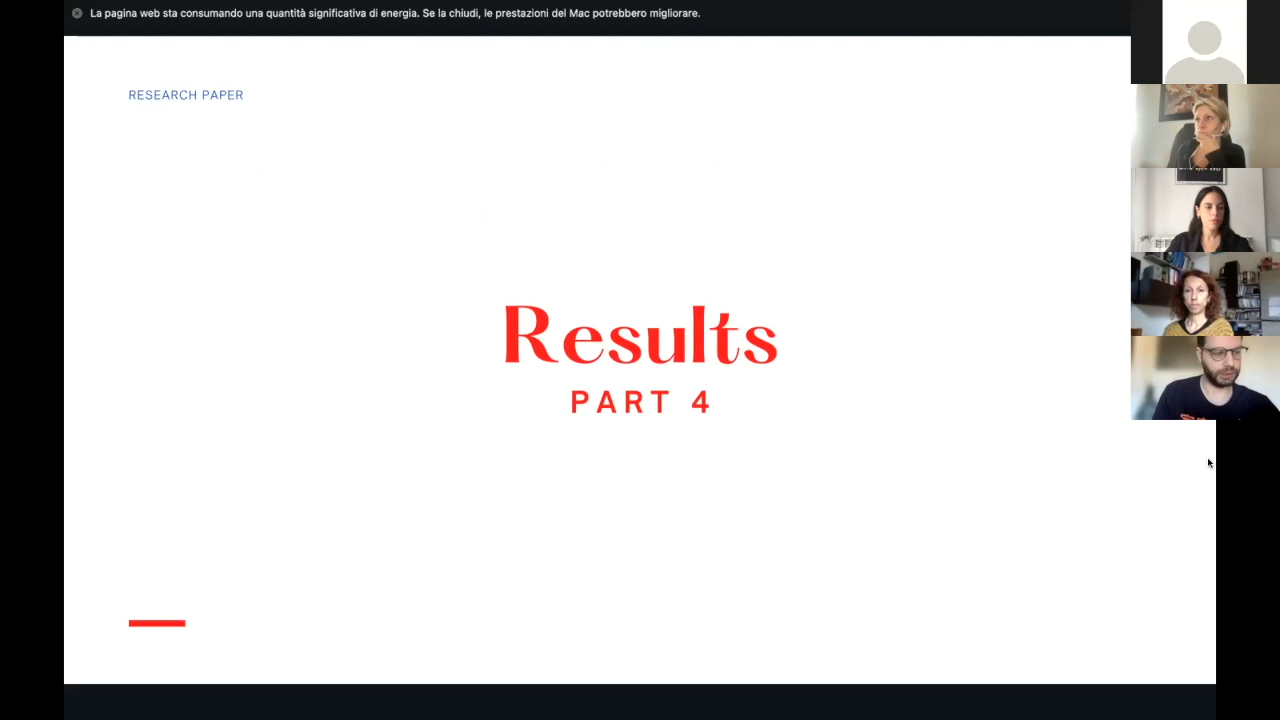 La pagina web sta consumando una quantità significativa di energia. Se la chiudi, le prestazioni del Mac potrebbero migliorare.
RESEARCH PAPER
Results
PART 4